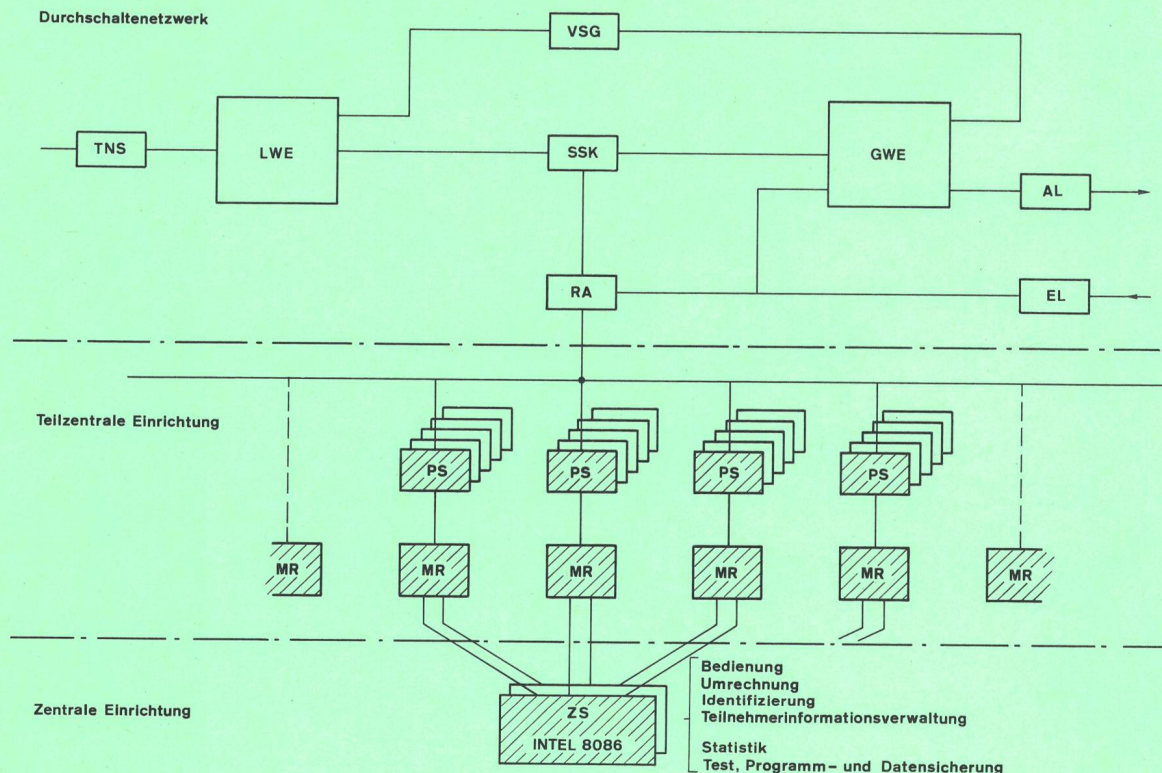 Durchschaltenetzwerk
VSG
TNS
LWE
SSK
GWE
AL
RA
EL
Teilzentrale Einrichtung
PS
PS
PS
PS
MR
MR
MR
MR
MR
MR
Zentrale Einrichtung
ZS
INTEL 8086
Bedienung
Umrechnung
Identifizierung
Teilnehmerinformationsverwaltung
Statistik
Test, Programm- und Datensicherung